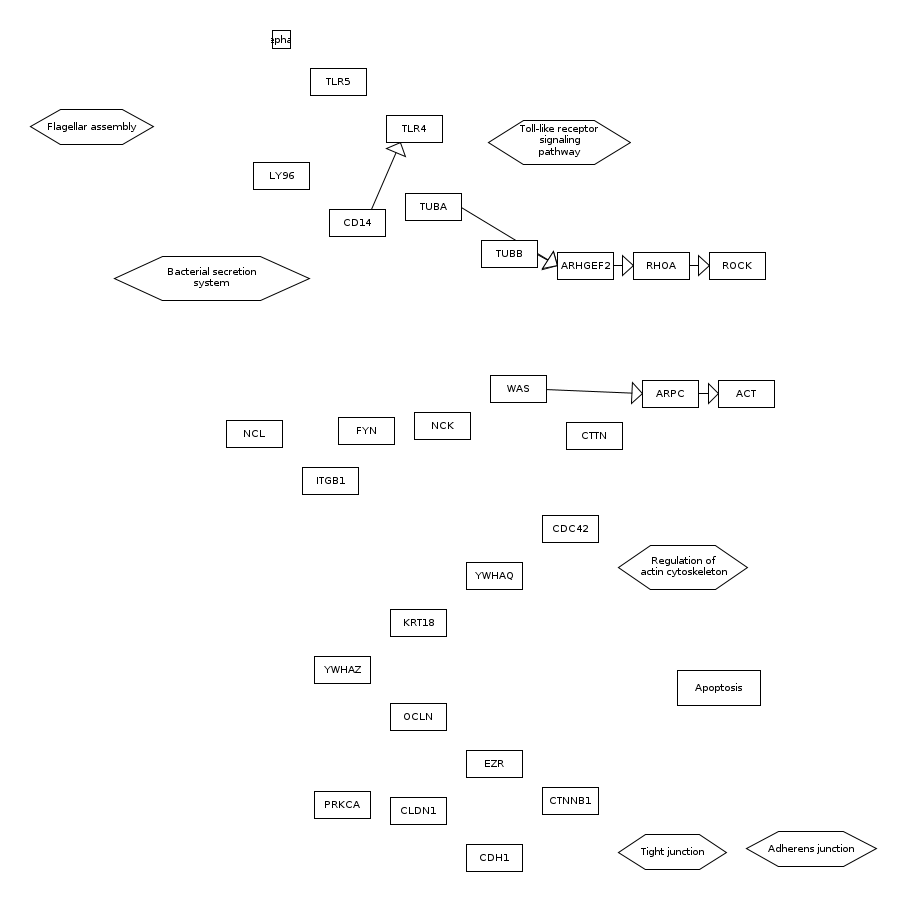 TLR5
Flagellar assembly
TLR4
Toll-like receptor
signaling
pathway
LY96
CD14
TUBA
TUBB
ARHGEF2
RHOA
ROCK
Bacterial secretion
system
WAS
ARPC
ACT
NCL
FYN
NCK
CTTN
ITGB1
CDC42
Regulation of
actin cytoskeleton
YWHAQ
KRT18
YWHAZ
Apoptosis
OCLN
EZR
PRKCA
CLDN1
CTNNB1
CDH1
Tight junction
Adherens junction